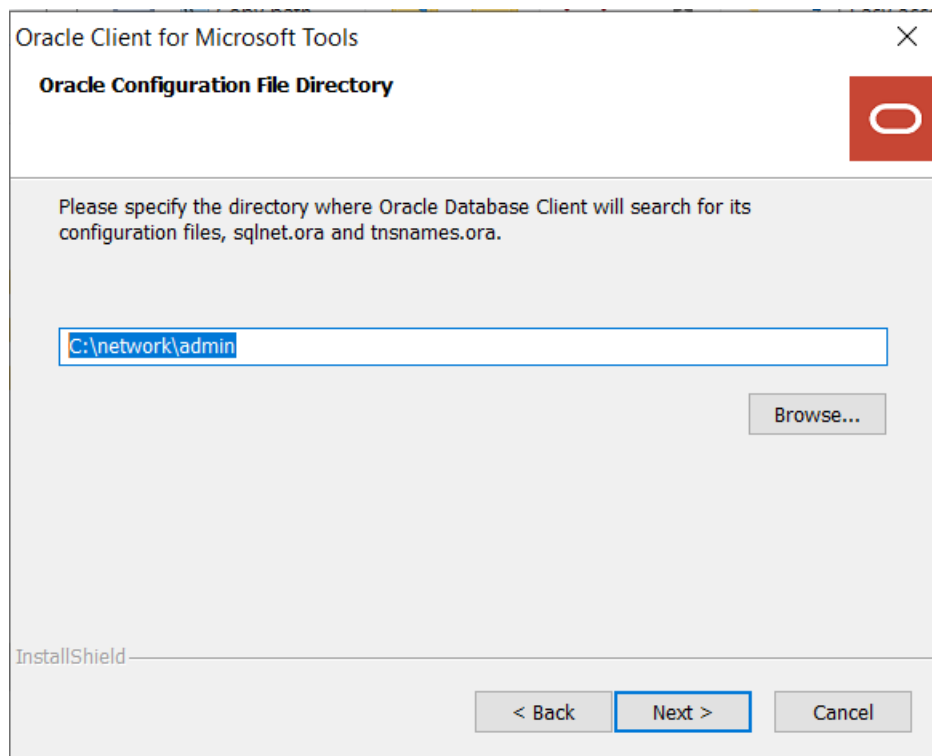 Oracle Client for Microsoft Tools
Oracle Configuration File Directory
Please specify the directory where Oracle Database Client will search for its
configuration files, sqlnet.ora and tnsnames.ora.
C:\network\admin
Browse...
InstallShield
< Back
Next >
Cancel